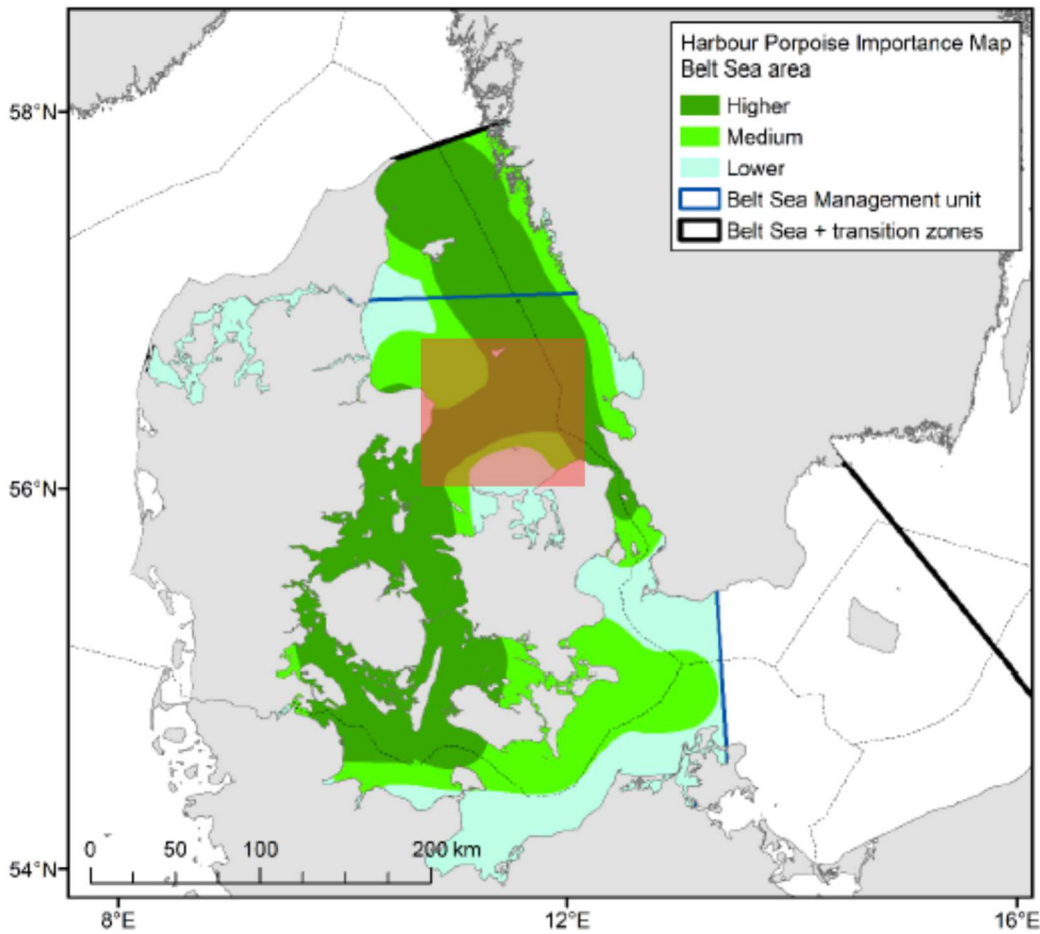 Harbour Porpoise Importance Map
Belt Sea area
Higher
Medium
Lower
Belt Sea Management unit
Belt Sea + transition zones
58°N
56°N
54°N
0 50 100 200 km
8°E 12°E 16°E